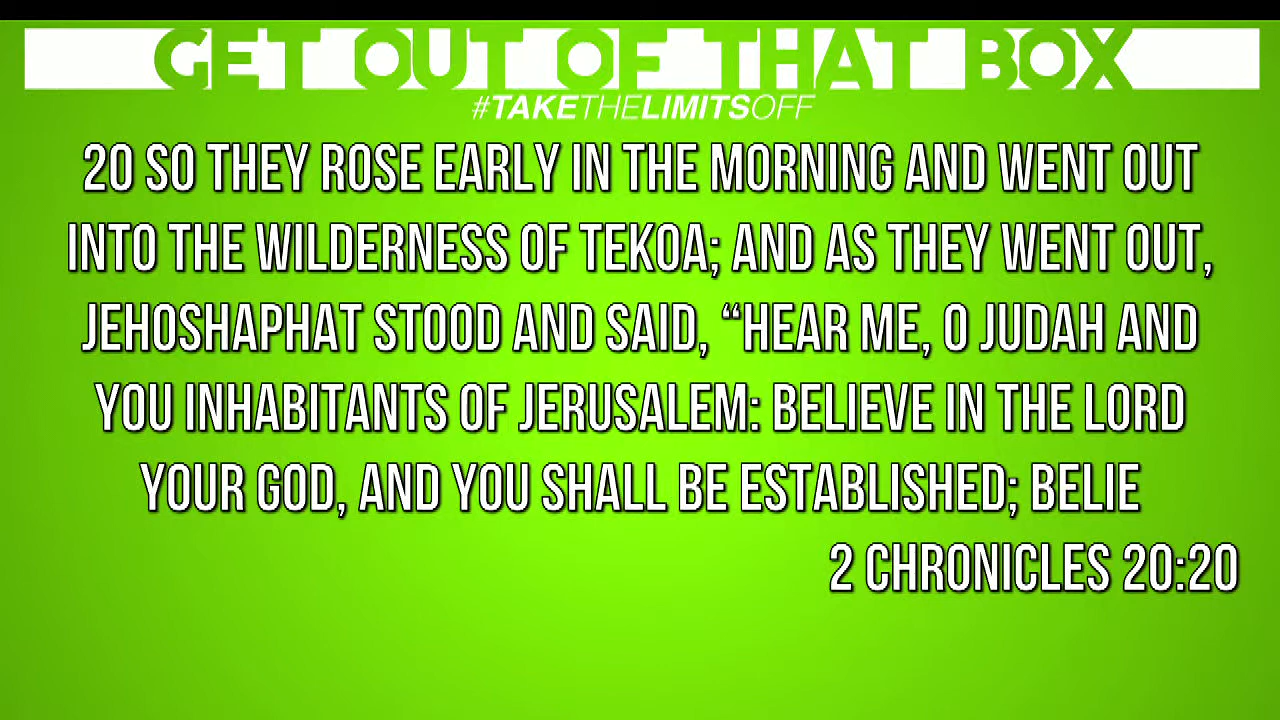 GET OUT OF THAT BOX
#TAKETHELIMITSOFF
20 SO THEY ROSE EARLY IN THE MORNING AND WENT OUT
INTO THE WILDERNESS OF TEKOA; AND AS THEY WENT OUT,
JEHOSHAPHAT STOOD AND SAID, “HEAR ME, O JUDAH AND
YOU INHABITANTS OF JERUSALEM: BELIEVE IN THE LORD
YOUR GOD, AND YOU SHALL BE ESTABLISHED; BELIE
2 CHRONICLES 20:20